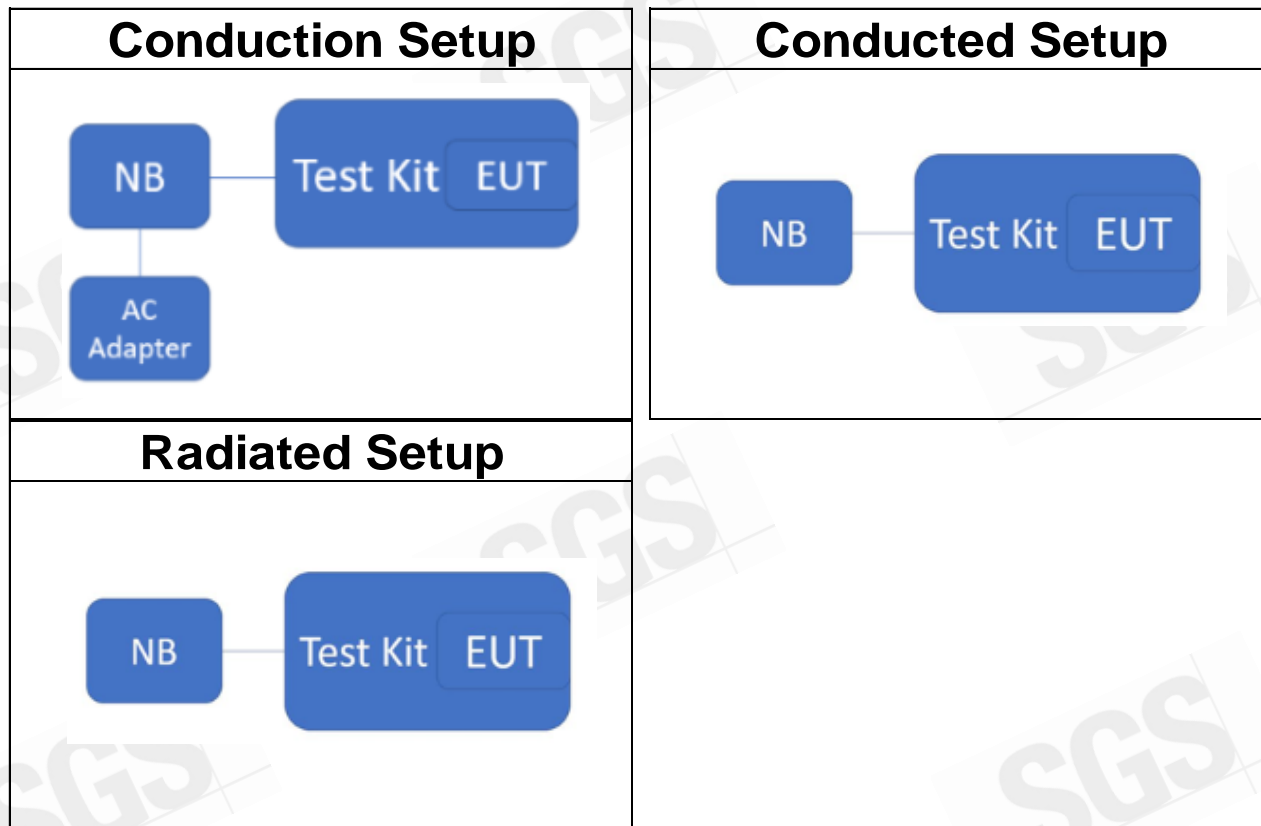 Conduction Setup
NB
Test Kit
EUT
AC
Adapter
Conducted Setup
NB
Test Kit
EUT
Radiated Setup
NB
Test Kit
EUT
SGS
SGS
SGS
SGS
SGS
SGS